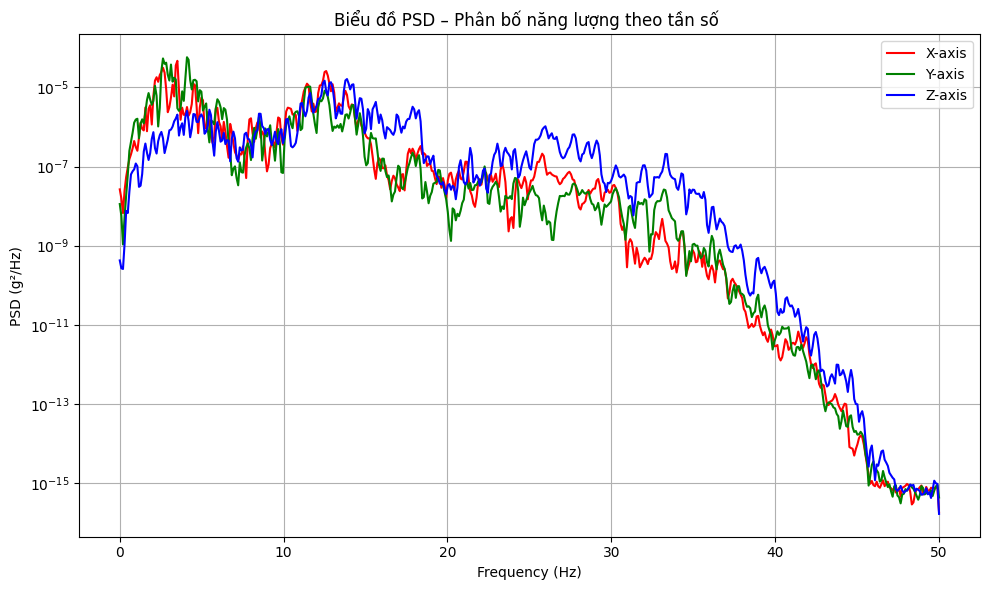 Biểu đồ PSD – Phân bố năng lượng theo tần số
X-axis
Y-axis
Z-axis
PSD (g²/Hz)
10⁻⁵
10⁻⁷
10⁻⁹
10⁻¹¹
10⁻¹³
10⁻¹⁵
0 10 20 30 40 50
Frequency (Hz)